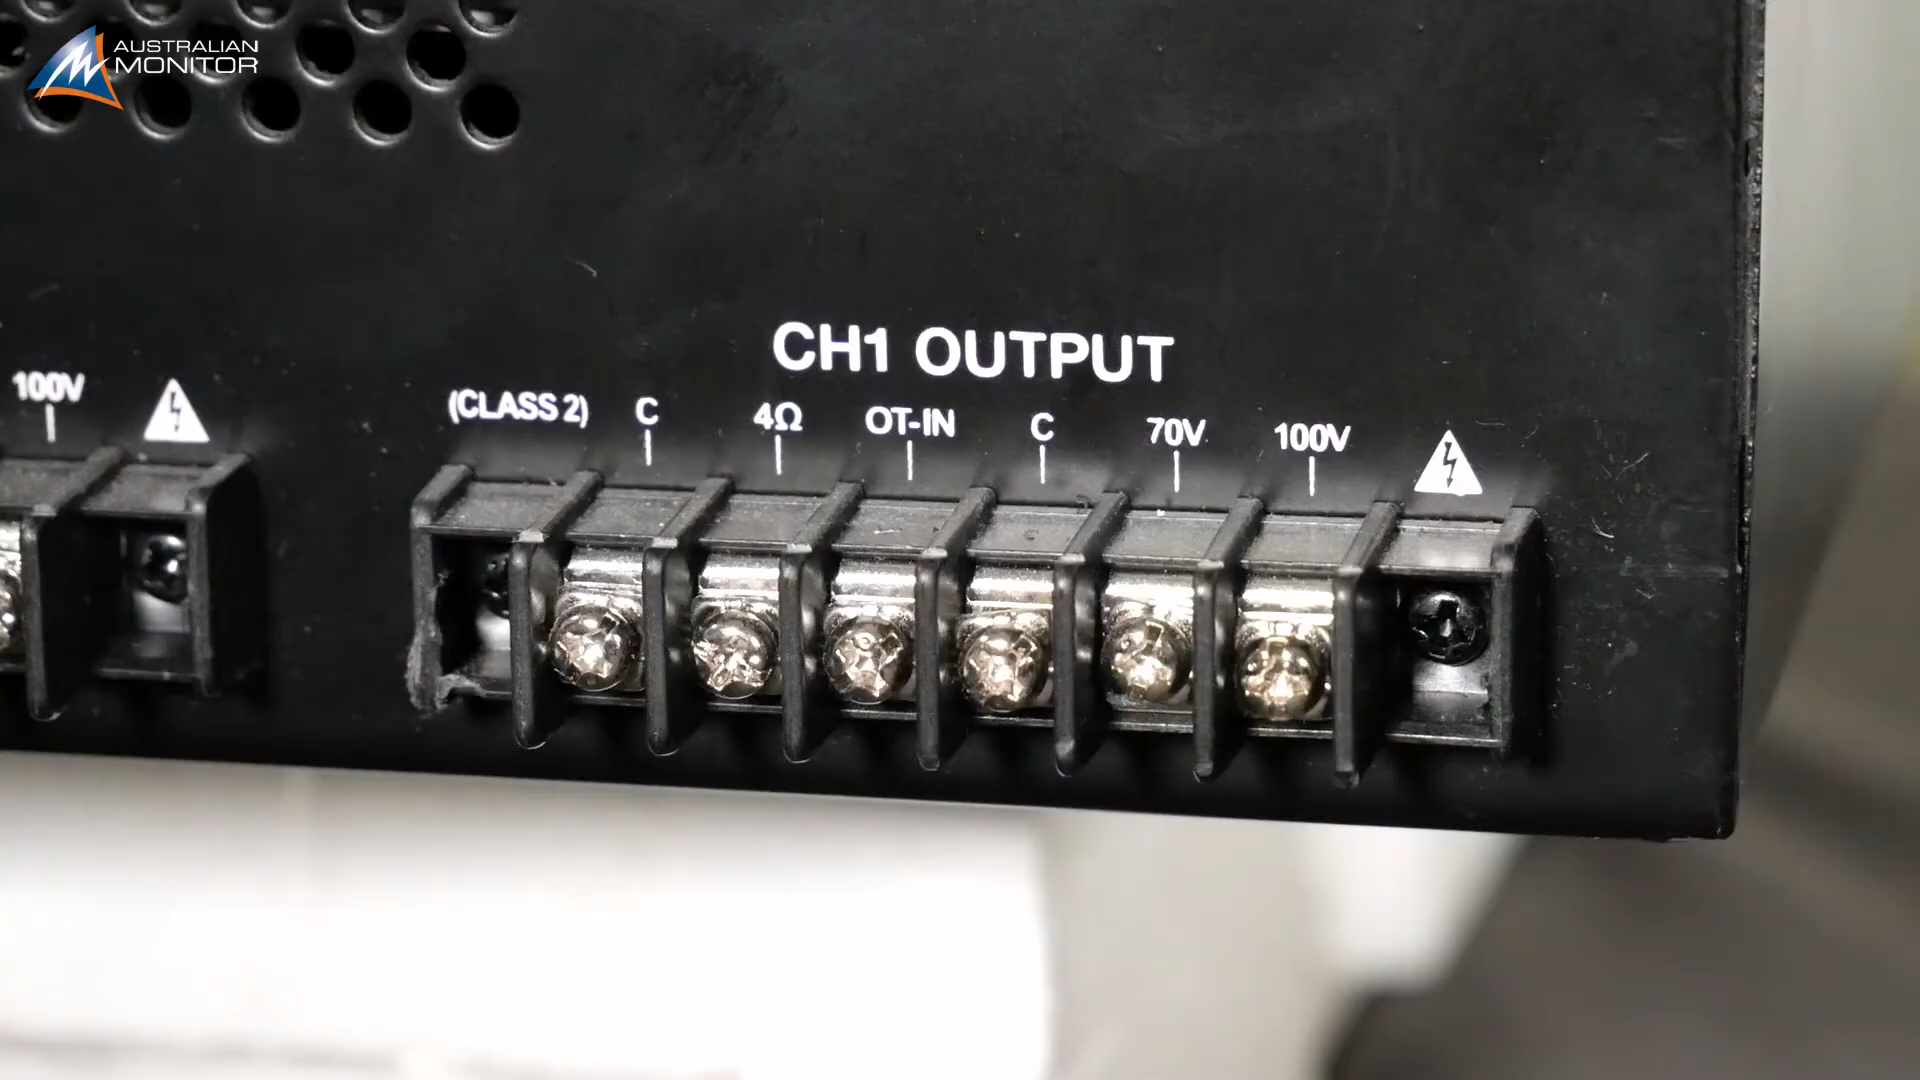 AUSTRALIAN
MONITOR
CH1 OUTPUT
100V
(CLASS 2) C 4Ω OT-IN C 70V 100V